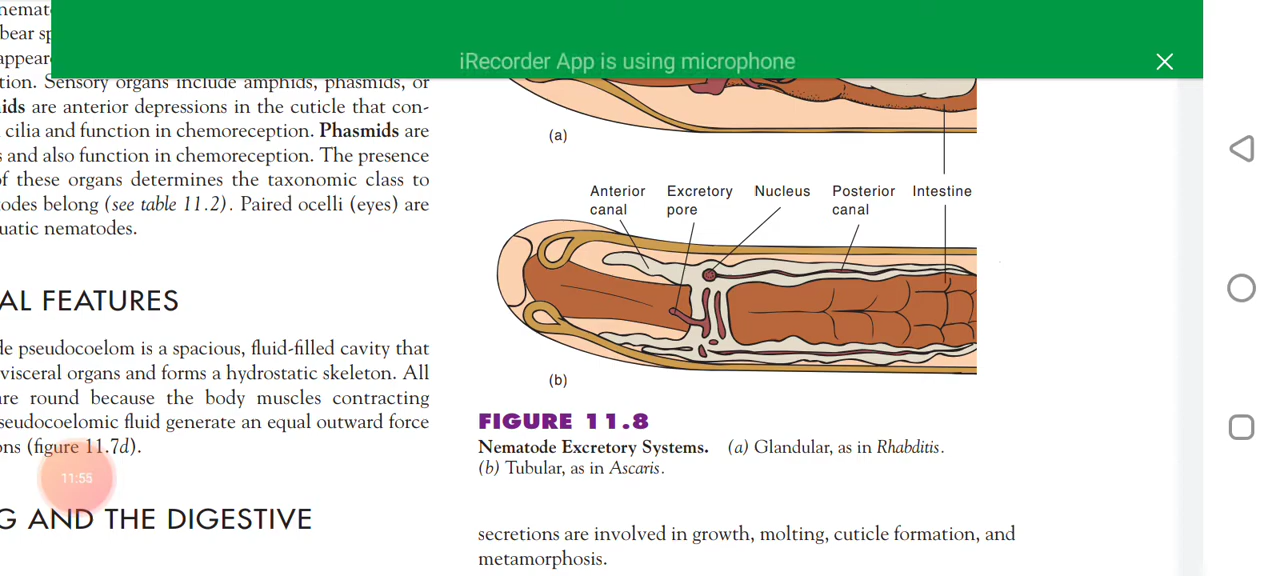 nemat
bear sp
appear
iRecorder App is using microphone
tion. Sensory organs include amphids, phasmids, or
ids are anterior depressions in the cuticle that con-
cilia and function in chemoreception. Phasmids are
s and also function in chemoreception. The presence
of these organs determines the taxonomic class to
odes belong (see table 11.2). Paired ocelli (eyes) are
uatic nematodes.
AL FEATURES
de pseudocoelom is a spacious, fluid-filled cavity that
visceral organs and forms a hydrostatic skeleton. All
are round because the body muscles contracting
pseudocoelomic fluid generate an equal outward force
ons (figure 11.7d).
11:55
G AND THE DIGESTIVE
(a)
Anterior canal
Excretory pore
Nucleus
Posterior canal
Intestine
(b)
FIGURE 11.8
Nematode Excretory Systems. (a) Glandular, as in Rhabditis.
(b) Tubular, as in Ascaris.
secretions are involved in growth, molting, cuticle formation, and
metamorphosis.